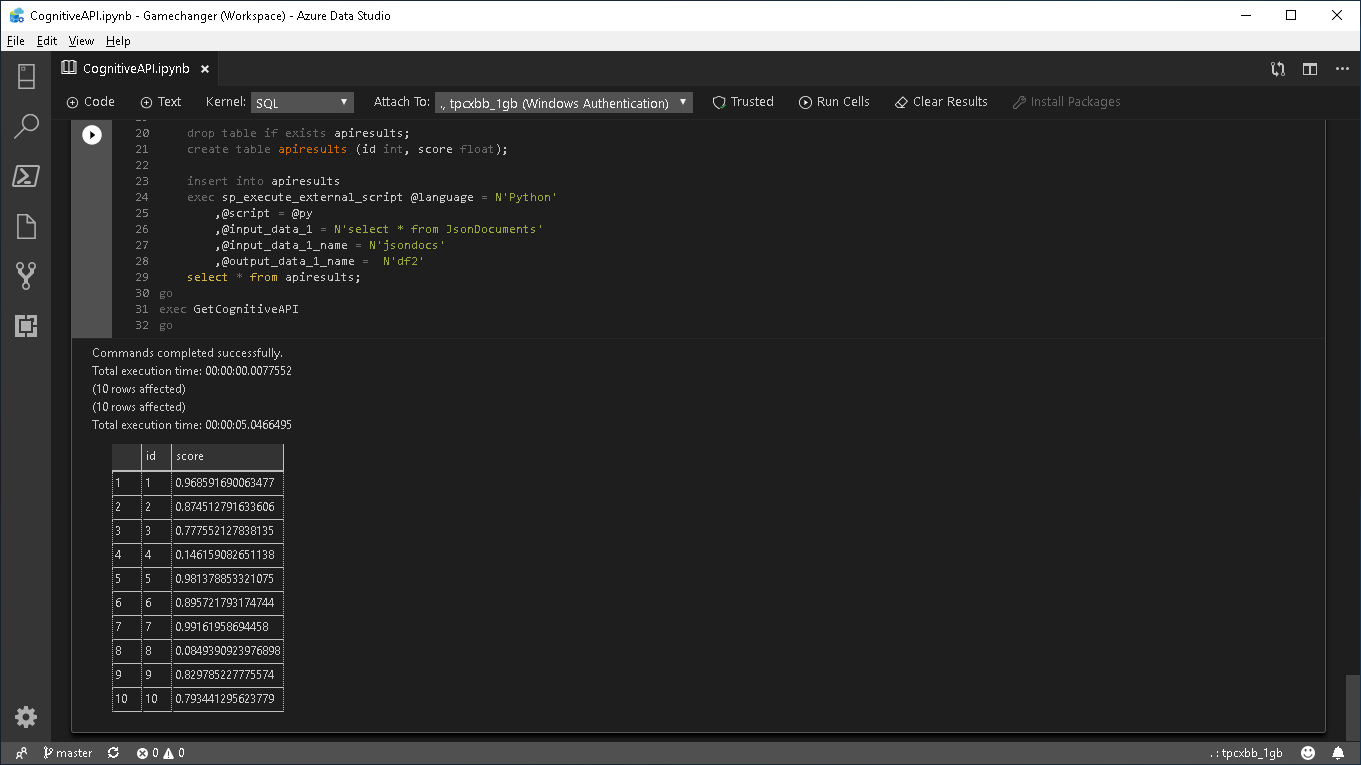 CognitiveAPI.ipynb - Gamechanger (Workspace) - Azure Data Studio
File Edit View Help
CognitiveAPI.ipynb
Code Text Kernel: SQL Attach To: ., tpcxbb_1gb (Windows Authentication) Trusted Run Cells Clear Results Install Packages
20 drop table if exists apiresults;
21 create table apiresults (id int, score float);
22
23 insert into apiresults
24 exec sp_execute_external_script @language = N'Python'
25 ,@script = @py
26 ,@input_data_1 = N'select * from JsonDocuments'
27 ,@input_data_1_name = N'jsondocs'
28 ,@output_data_1_name =  N'df2'
29 select * from apiresults;
30 go
31 exec GetCognitiveAPI
32 go
Commands completed successfully.
Total execution time: 00:00:00.0077552
(10 rows affected)
(10 rows affected)
Total execution time: 00:00:05.0466495
id score
1 1 0.968591690063477
2 2 0.874512791633606
3 3 0.777552127838135
4 4 0.146159082651138
5 5 0.981378853321075
6 6 0.895721793174744
7 7 0.99161958694458
8 8 0.0849390923976898
9 9 0.829785227775574
10 10 0.793441295623779
master 0 0 . : tpcxbb_1gb